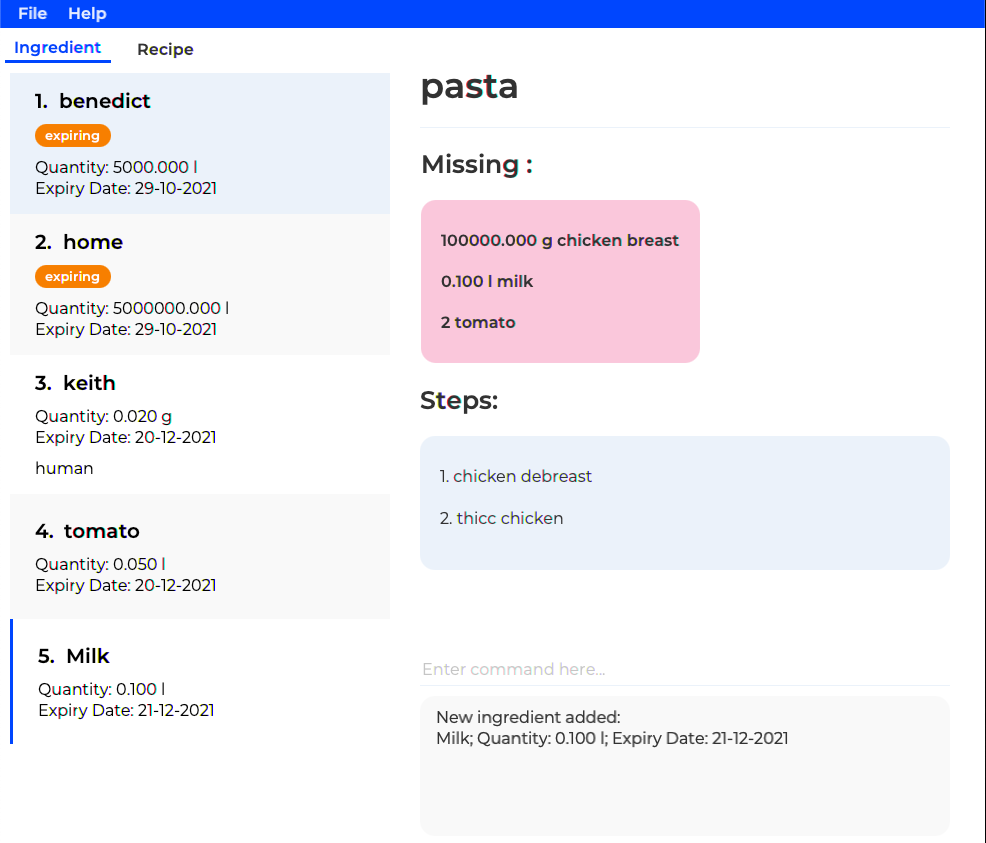 File Help
Ingredient Recipe
1. benedict
expiring
Quantity: 5000.000 l
Expiry Date: 29-10-2021
2. home
expiring
Quantity: 5000000.000 l
Expiry Date: 29-10-2021
3. keith
Quantity: 0.020 g
Expiry Date: 20-12-2021
human
4. tomato
Quantity: 0.050 l
Expiry Date: 20-12-2021
5. Milk
Quantity: 0.100 l
Expiry Date: 21-12-2021
pasta
Missing :
100000.000 g chicken breast
0.100 l milk
2 tomato
Steps:
1. chicken debreast
2. thicc chicken
Enter command here...
New ingredient added:
Milk; Quantity: 0.100 l; Expiry Date: 21-12-2021